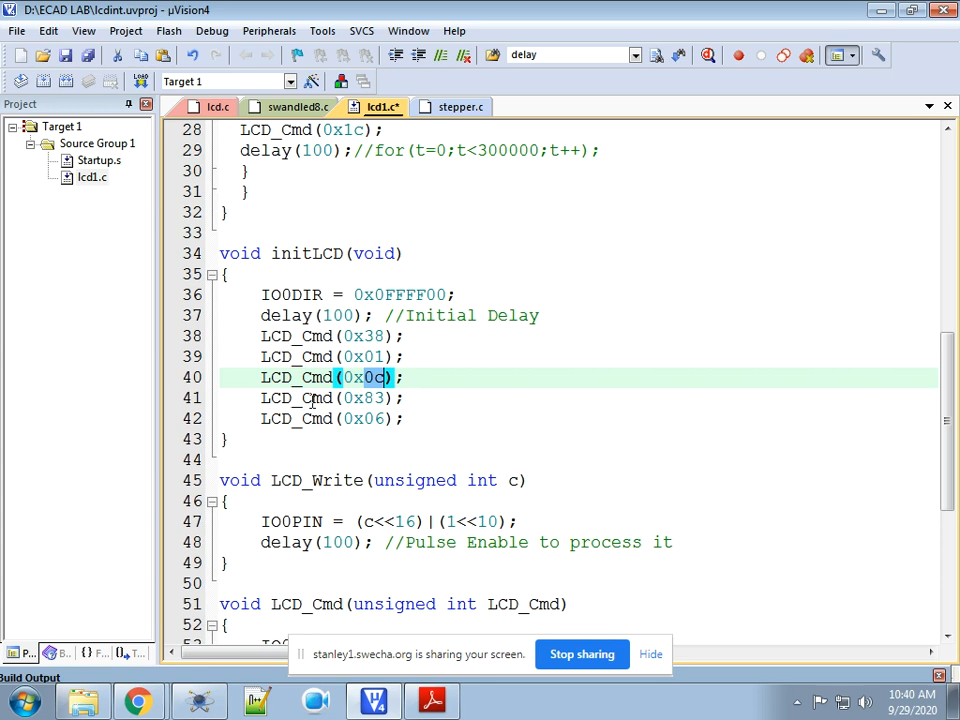 D:\ECAD LAB\lcdint.uvproj - µVision4
File Edit View Project Flash Debug Peripherals Tools SVCS Window Help
delay
LOAD Target 1
Project
lcd.c swandled8.c lcd1.c* stepper.c
Target 1
Source Group 1
Startup.s
lcd1.c
28 LCD_Cmd(0x1c);
29 delay(100);//for(t=0;t<300000;t++);
30 }
31 }
32 }
33
34 void initLCD(void)
35 {
36 IO0DIR = 0x0FFFF00;
37 delay(100); //Initial Delay
38 LCD_Cmd(0x38);
39 LCD_Cmd(0x01);
40 LCD_Cmd(0x0c);
41 LCD_Cmd(0x83);
42 LCD_Cmd(0x06);
43 }
44
45 void LCD_Write(unsigned int c)
46 {
47 IO0PIN = (c<<16)|(1<<10);
48 delay(100); //Pulse Enable to process it
49 }
50
51 void LCD_Cmd(unsigned int LCD_Cmd)
52 {
stanley1.swecha.org is sharing your screen. Stop sharing Hide
P... B... {} F... T...
Build Output
10:40 AM
9/29/2020